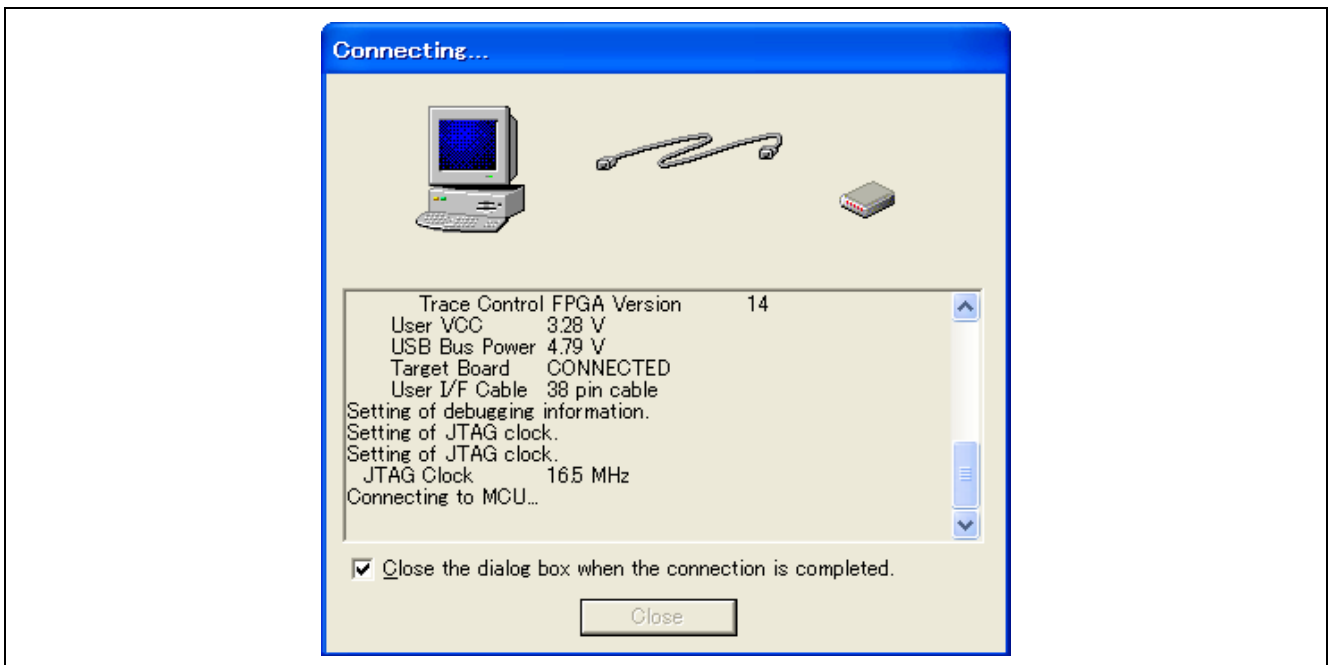 Connecting...
Trace Control FPGA Version 14
User VCC 3.28 V
USB Bus Power 4.79 V
Target Board CONNECTED
User I/F Cable 38 pin cable
Setting of debugging information.
Setting of JTAG clock.
Setting of JTAG clock.
JTAG Clock 16.5 MHz
Connecting to MCU...
Close the dialog box when the connection is completed.
Close